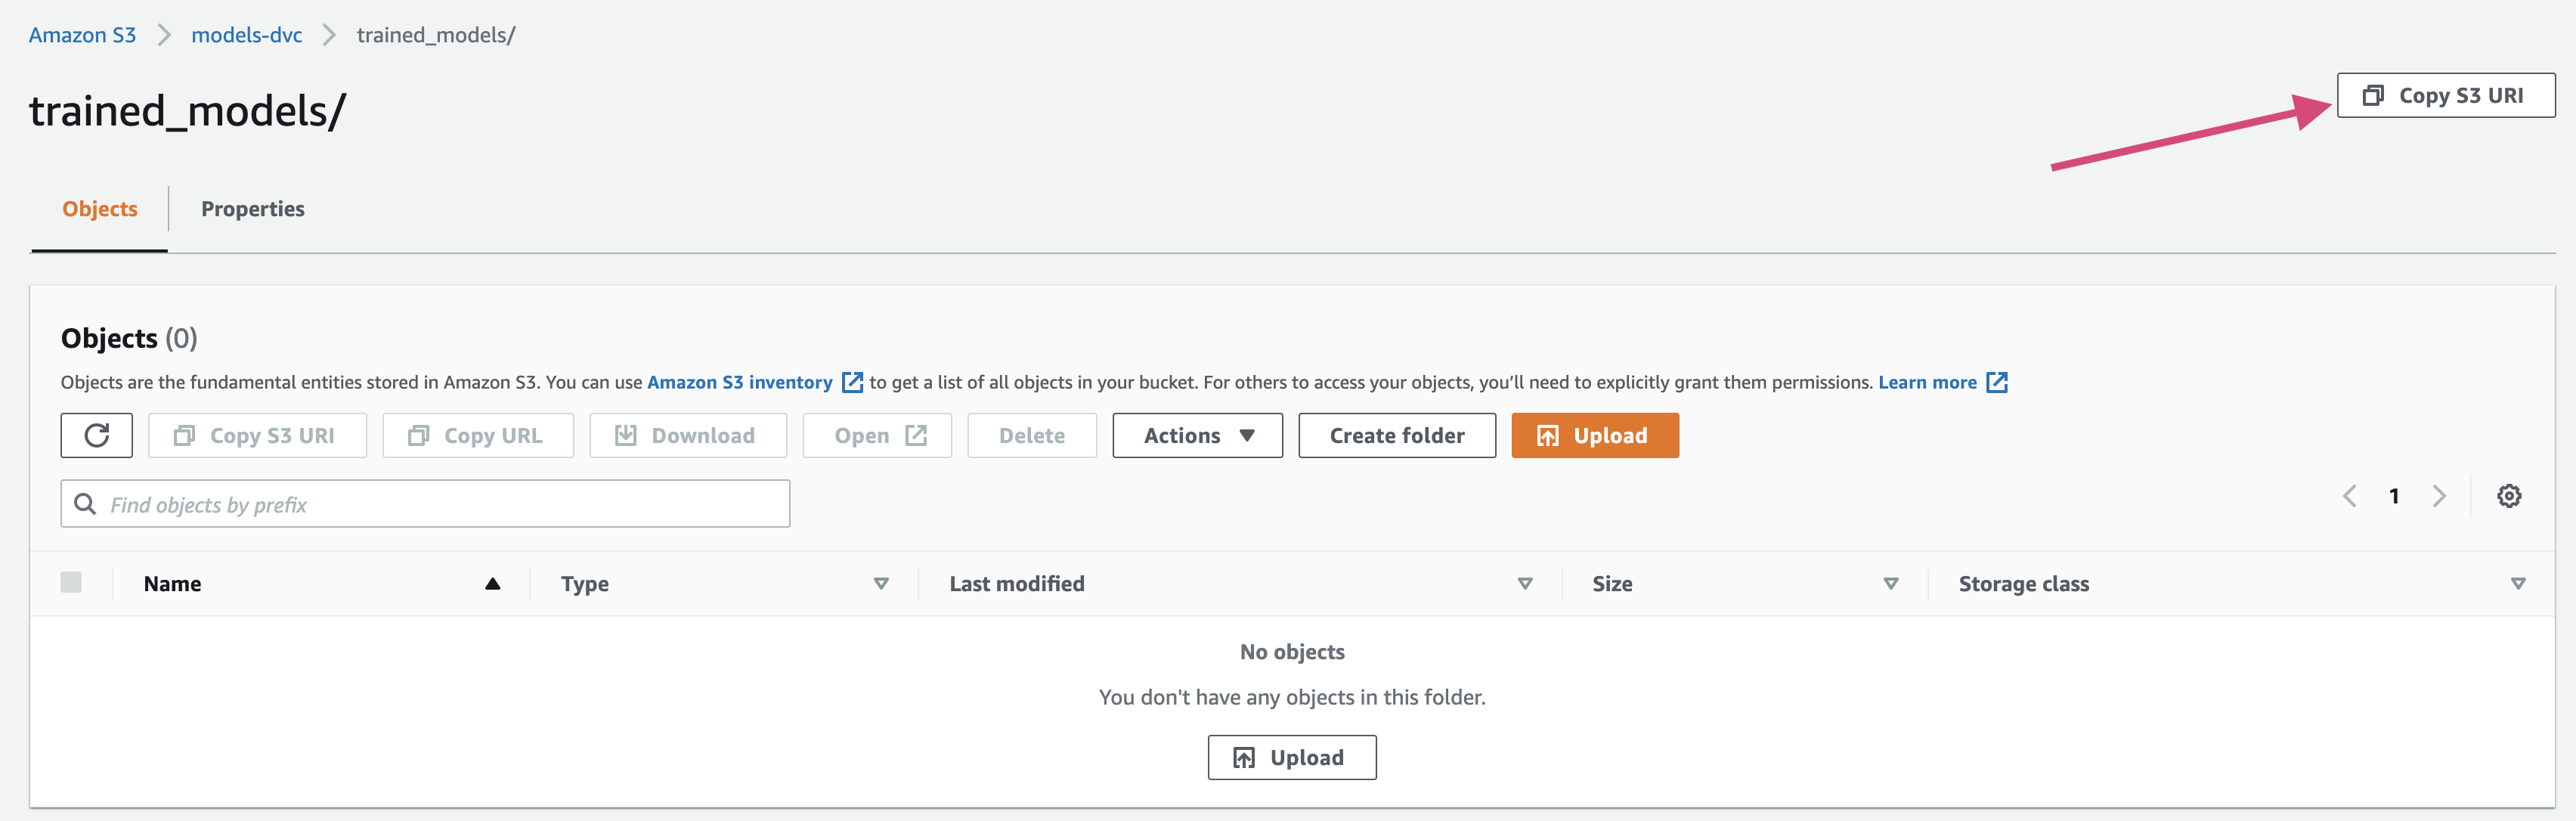 Amazon S3 > models-dvc > trained_models/
trained_models/
Copy S3 URI
Objects Properties
Objects (0)
Objects are the fundamental entities stored in Amazon S3. You can use Amazon S3 inventory to get a list of all objects in your bucket. For others to access your objects, you’ll need to explicitly grant them permissions. Learn more
Copy S3 URI Copy URL Download Open Delete Actions Create folder Upload
Find objects by prefix
1
Name Type Last modified Size Storage class
No objects
You don't have any objects in this folder.
Upload